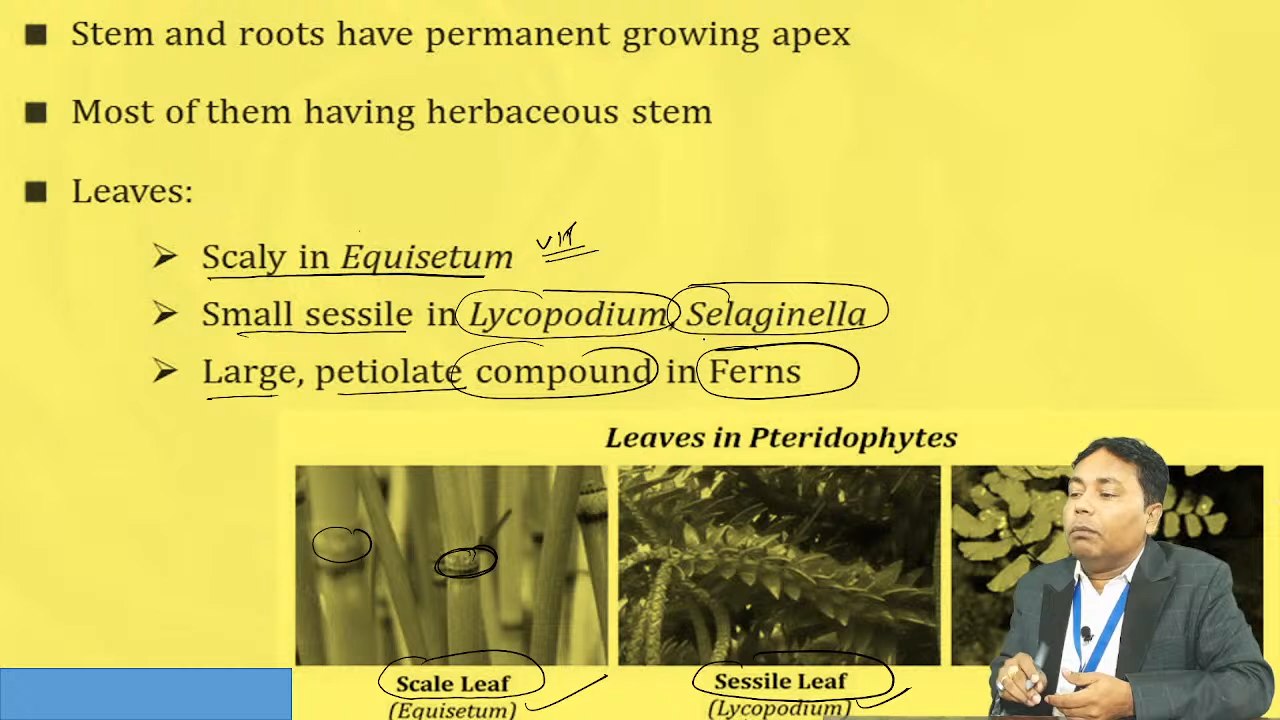 ■ Stem and roots have permanent growing apex
■ Most of them having herbaceous stem
■ Leaves:
➢ Scaly in Equisetum VIP
➢ Small sessile in Lycopodium, Selaginella
➢ Large, petiolate compound in Ferns
Leaves in Pteridophytes
Scale Leaf
(Equisetum)
Sessile Leaf
(Lycopodium)